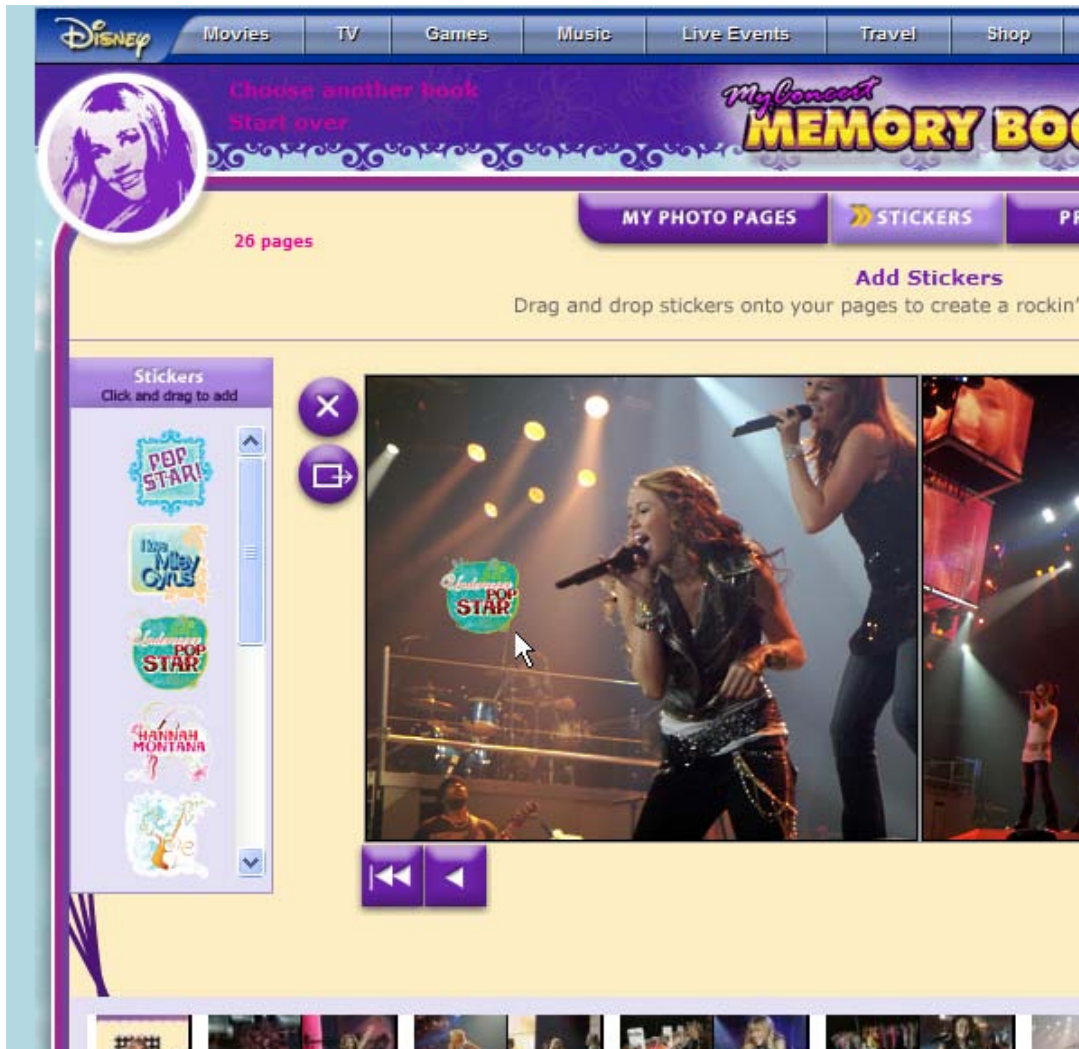 Disney
Movies
TV
Games
Music
Live Events
Travel
Shop
Choose another book
Start over
My Concert
MEMORY BOO
26 pages
MY PHOTO PAGES
STICKERS
PR
Add Stickers
Drag and drop stickers onto your pages to create a rockin'
Stickers
Click and drag to add
POP
STAR!
I love
Miley
Cyrus
Undercover
POP
STAR
HANNAH
MONTANA
Undercover
POP
STAR